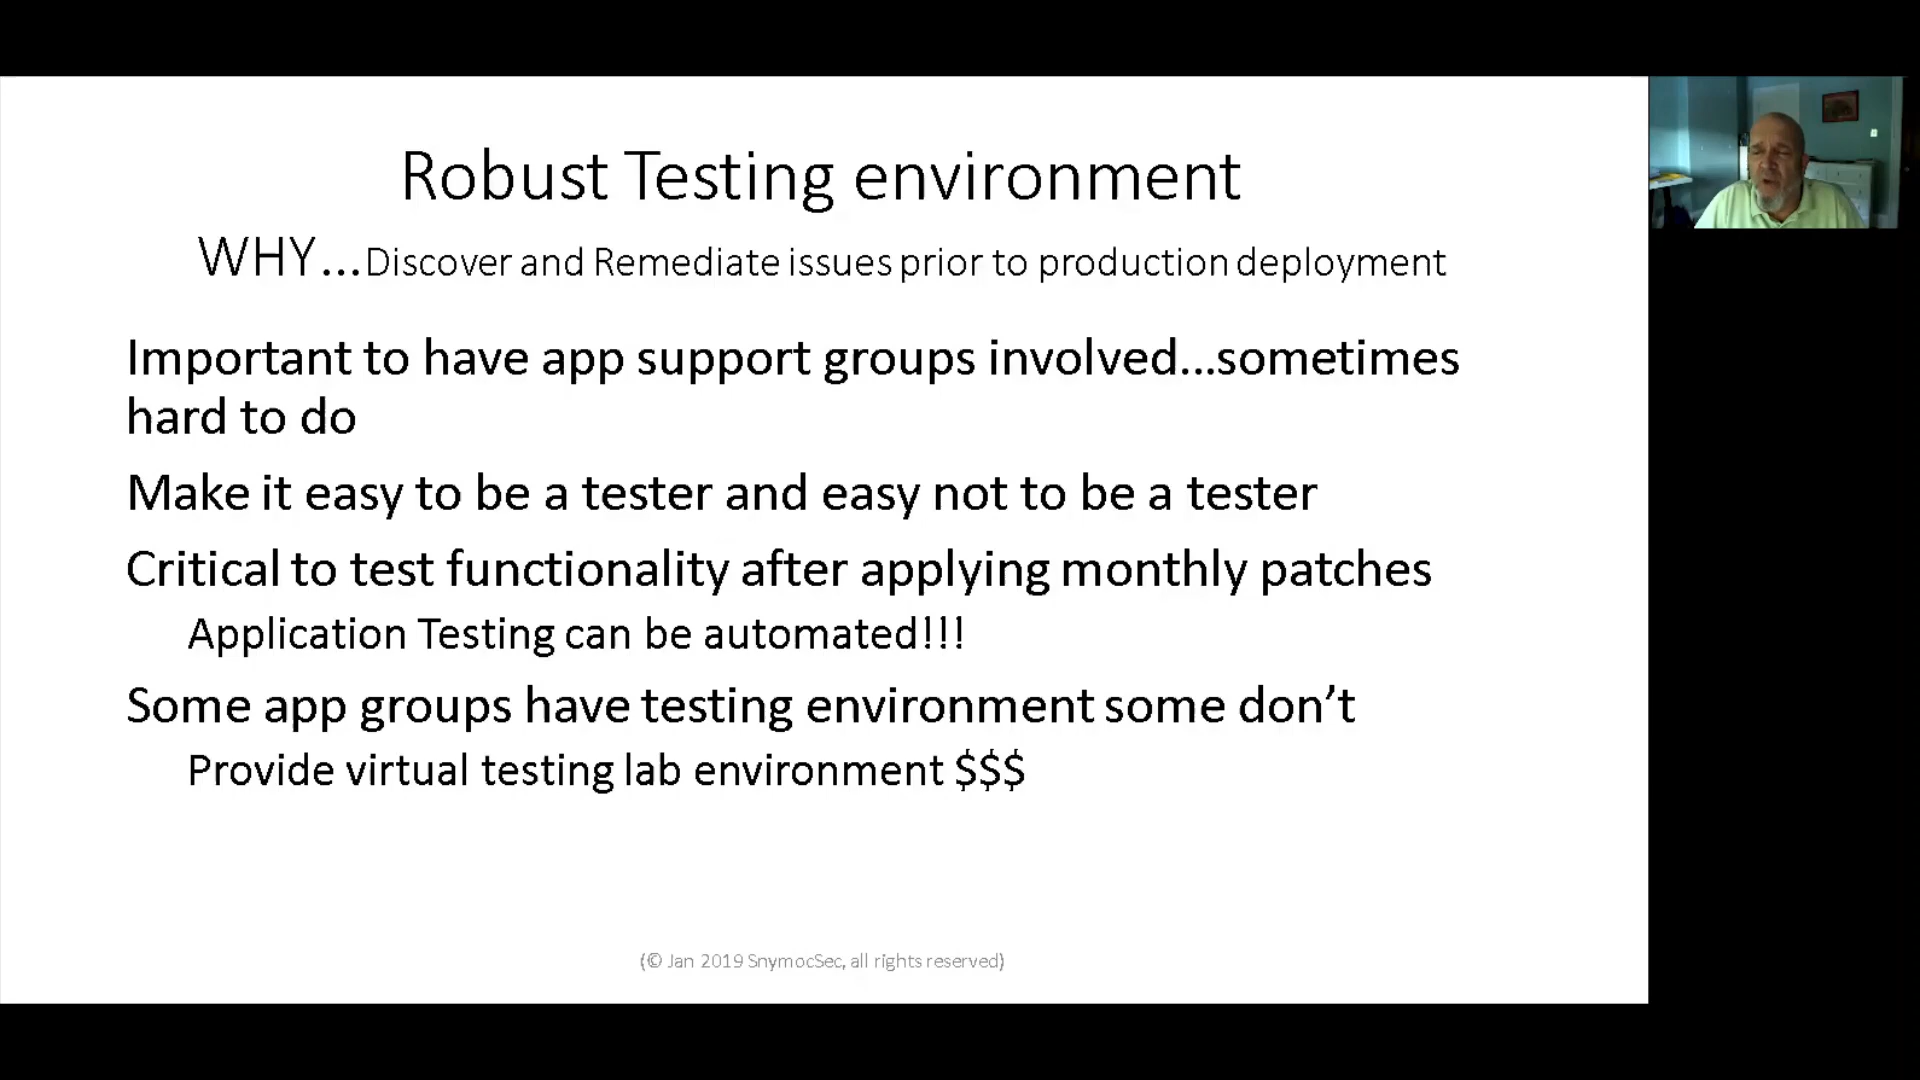 Robust Testing environment
WHY...Discover and Remediate issues prior to production deployment
Important to have app support groups involved...sometimes
hard to do
Make it easy to be a tester and easy not to be a tester
Critical to test functionality after applying monthly patches
Application Testing can be automated!!!
Some app groups have testing environment some don’t
Provide virtual testing lab environment $$$
(© Jan 2019 SnymocSec, all rights reserved)